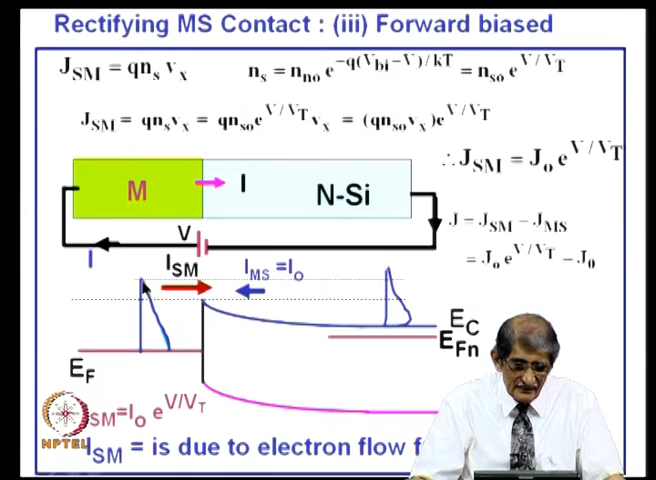 Rectifying MS Contact : (iii) Forward biased
J_SM = qn_s v_x
n_s = n_no e^{-q(V_bi - V)/kT} = n_so e^{V/V_T}
J_SM = qn_s v_x = qn_so e^{V/V_T} v_x = (qn_so v_x)e^{V/V_T}
∴ J_SM = J_o e^{V/V_T}
M
I
N-Si
V
I
J = J_SM - J_MS
= J_o e^{V/V_T} - J_0
I_SM
I_MS = I_o
E_C
E_Fn
E_F
SM = I_o e^{V/V_T}
NPTEL
I_SM = is due to electron flow f